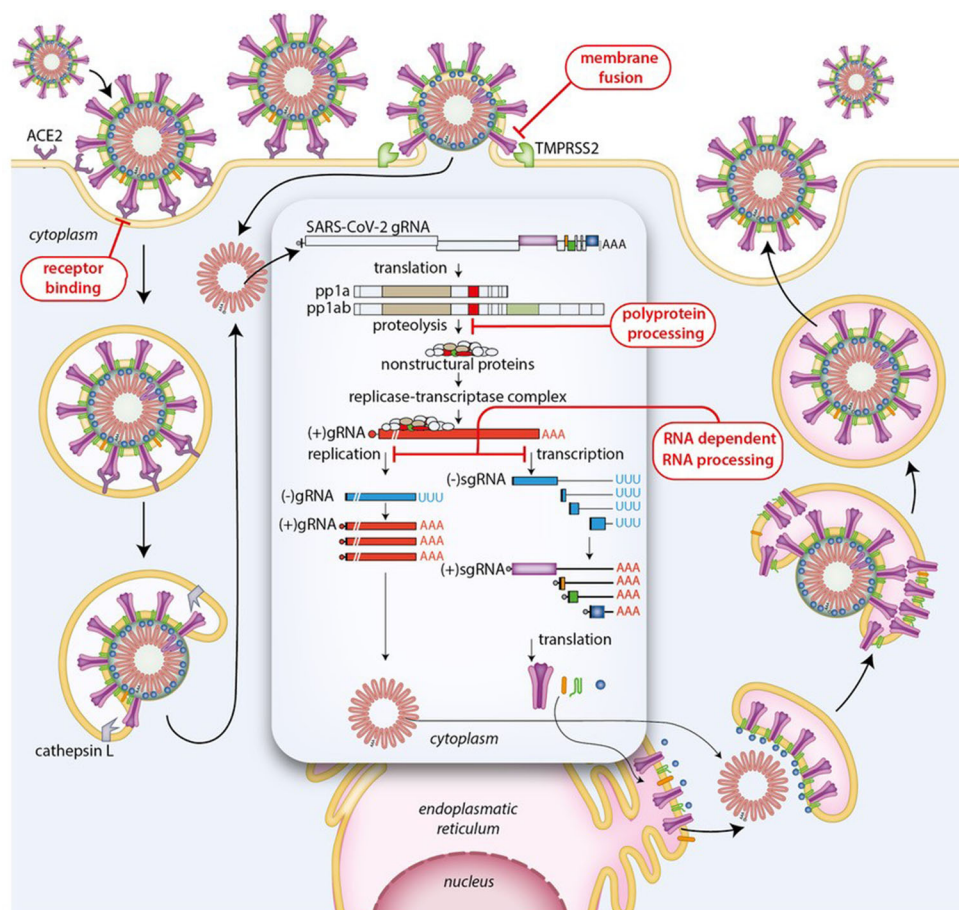 membrane
fusion
ACE2
TMPRSS2
cytoplasm
receptor
binding
SARS-CoV-2 gRNA
AAA
translation
pp1a
pp1ab
proteolysis
polyprotein
processing
nonstructural proteins
replicase-transcriptase complex
(+)gRNA
AAA
replication
transcription
RNA dependent
RNA processing
(-)sgRNA
UUU
UUU
UUU
UUU
(-)gRNA
UUU
(+)gRNA
AAA
AAA
AAA
(+)sgRNA
AAA
AAA
AAA
AAA
translation
cathepsin L
cytoplasm
endoplasmatic
reticulum
nucleus